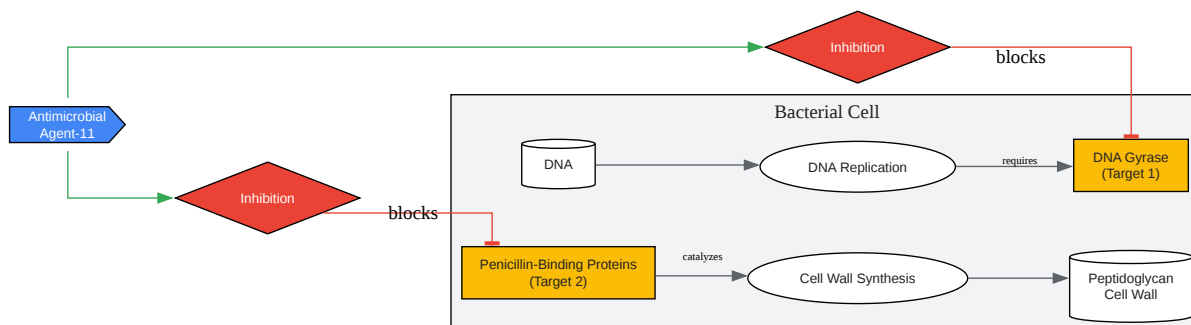 Inhibition
blocks
Antimicrobial
Agent-11
Bacterial Cell
DNA
DNA Replication
requires
DNA Gyrase
(Target 1)
Inhibition
blocks
Penicillin-Binding Proteins
(Target 2)
catalyzes
Cell Wall Synthesis
Peptidoglycan
Cell Wall